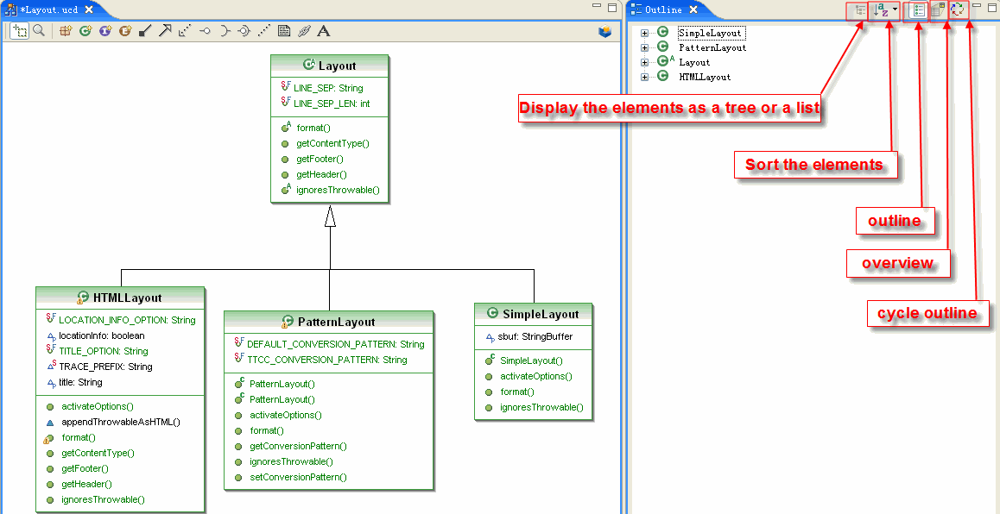 *Layout.ucd
Layout
LINE_SEP: String
LINE_SEP_LEN: int
format()
getContentType()
getFooter()
getHeader()
ignoresThrowable()
HTMLLayout
LOCATION_INFO_OPTION: String
locationInfo: boolean
TITLE_OPTION: String
TRACE_PREFIX: String
title: String
activateOptions()
appendThrowableAsHTML()
format()
getContentType()
getFooter()
getHeader()
ignoresThrowable()
PatternLayout
DEFAULT_CONVERSION_PATTERN: String
TTCC_CONVERSION_PATTERN: String
PatternLayout()
PatternLayout()
activateOptions()
format()
getConversionPattern()
ignoresThrowable()
setConversionPattern()
SimpleLayout
sbuf: StringBuffer
SimpleLayout()
activateOptions()
format()
ignoresThrowable()
Outline
SimpleLayout
PatternLayout
Layout
HTMLLayout
Display the elements as a tree or a list
Sort the elements
outline
overview
cycle outline